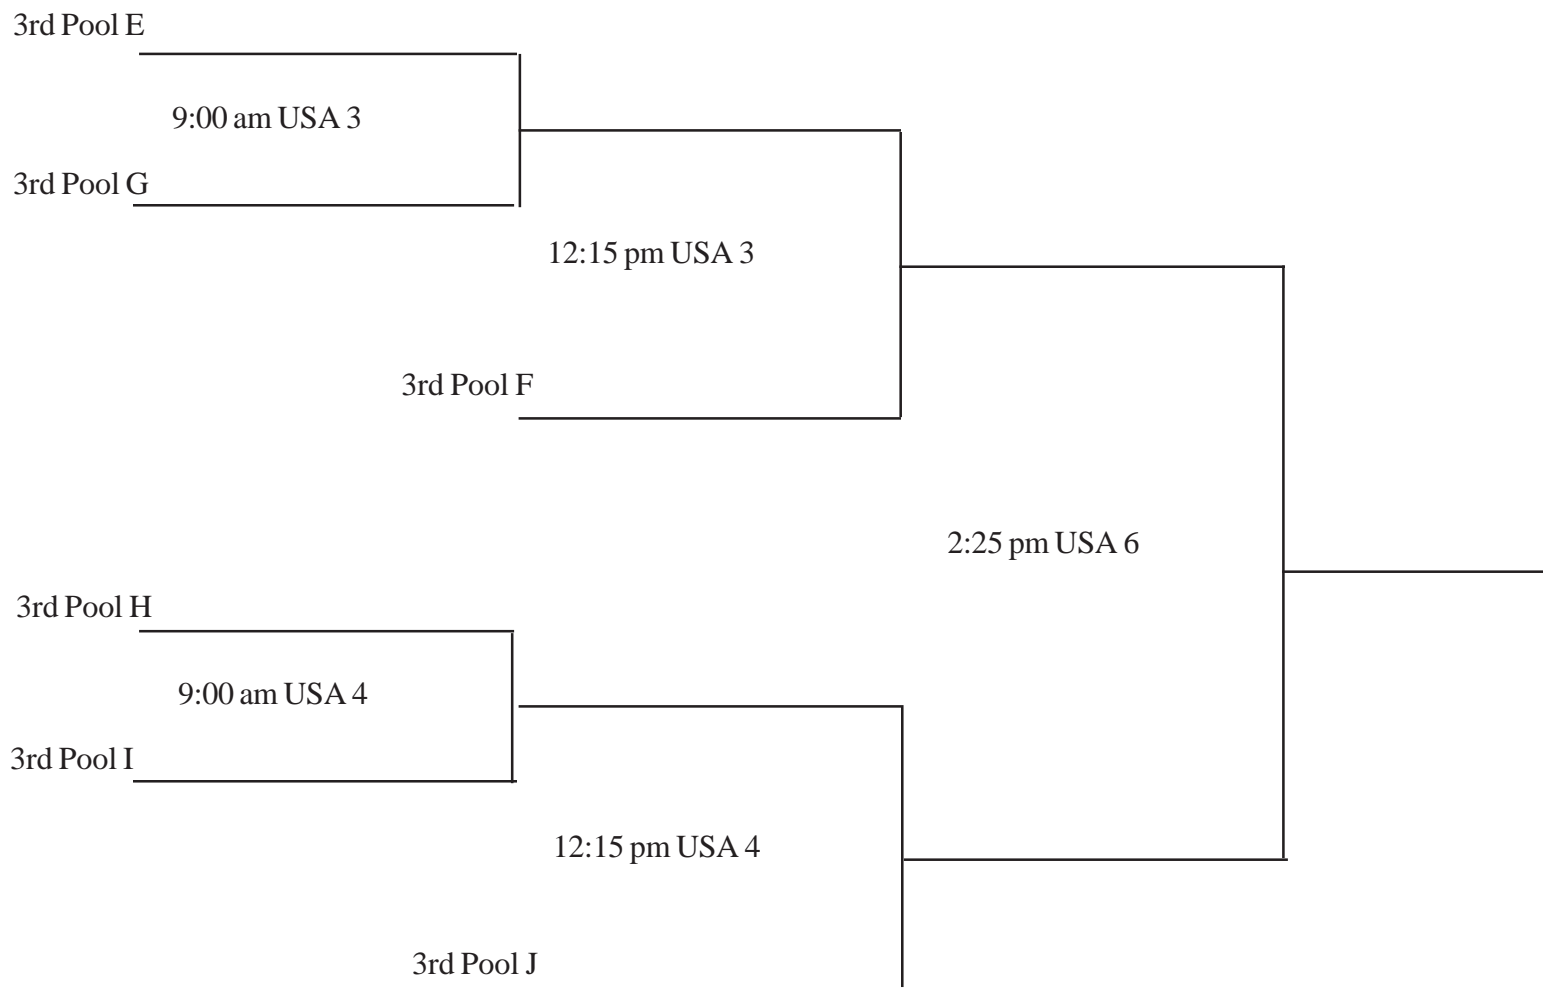 3rd Pool E
9:00 am USA 3
3rd Pool G
12:15 pm USA 3
3rd Pool F
2:25 pm USA 6
3rd Pool H
9:00 am USA 4
3rd Pool I
12:15 pm USA 4
3rd Pool J